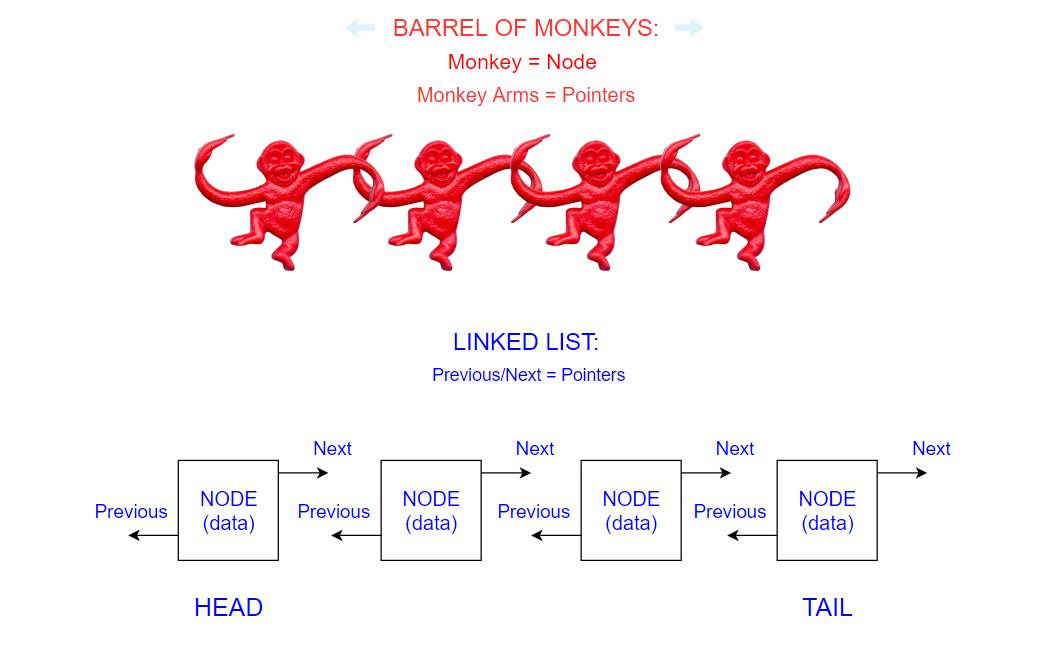 BARREL OF MONKEYS:
Monkey = Node
Monkey Arms = Pointers
LINKED LIST:
Previous/Next = Pointers
Next
Next
Next
Next
Previous
NODE
(data)
Previous
NODE
(data)
Previous
NODE
(data)
Previous
NODE
(data)
HEAD
TAIL